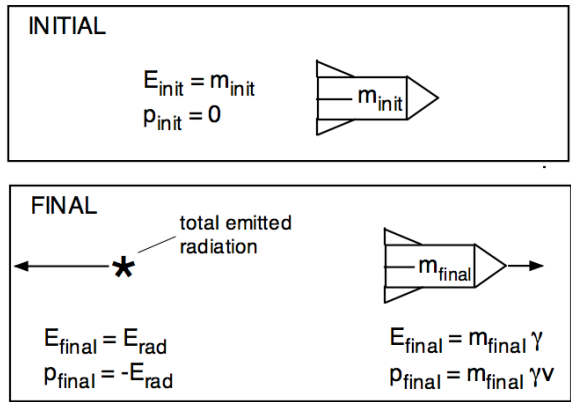 INITIAL
E_init = m_init
p_init = 0
m_init
FINAL
total emitted
radiation
*
m_final
E_final = E_rad
p_final = -E_rad
E_final = m_final γ
p_final = m_final γv